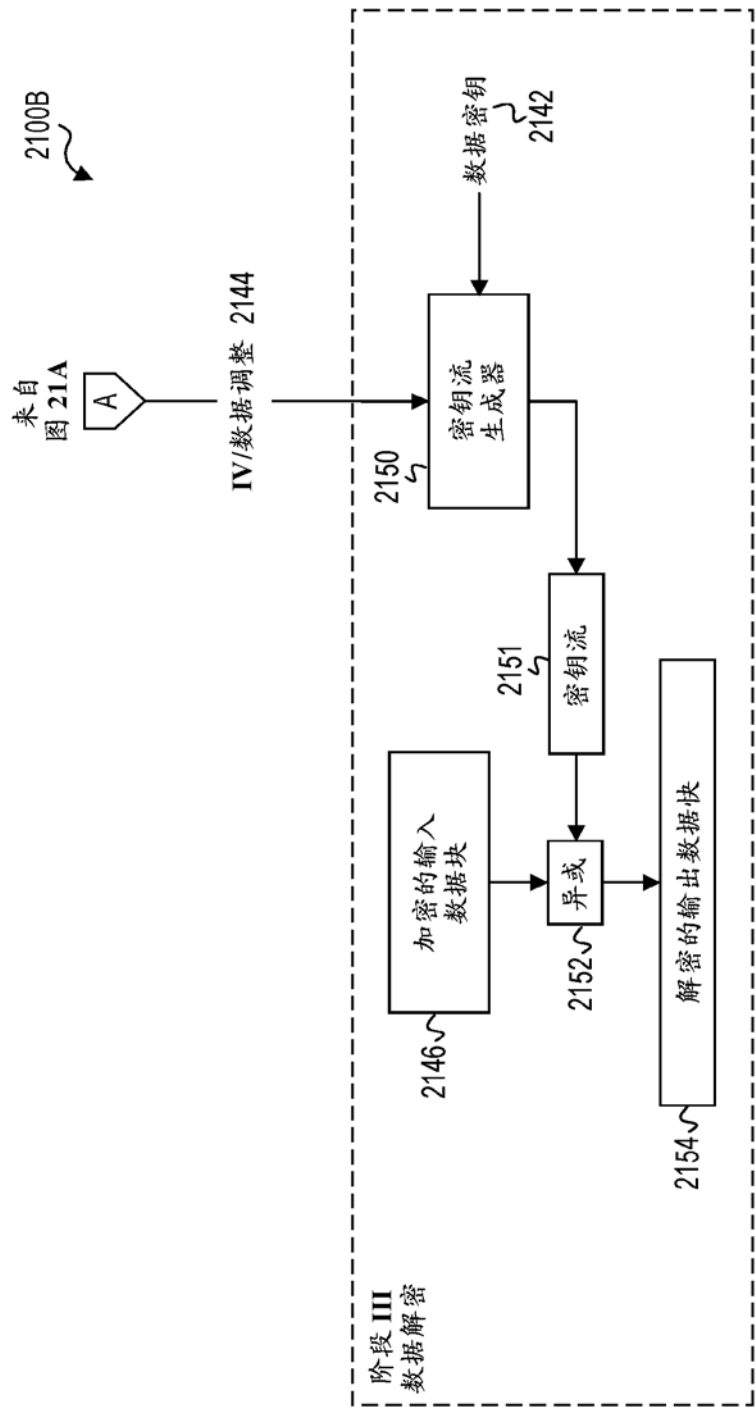 2100B
来自
图 21A
A
IV/数据调整 2144
阶段 III
数据解密
2150
密钥流
生成器
数据密钥
2142
2151
密钥流
2146
加密的输入
数据块
2152
异或
2154
解密的输出数据快